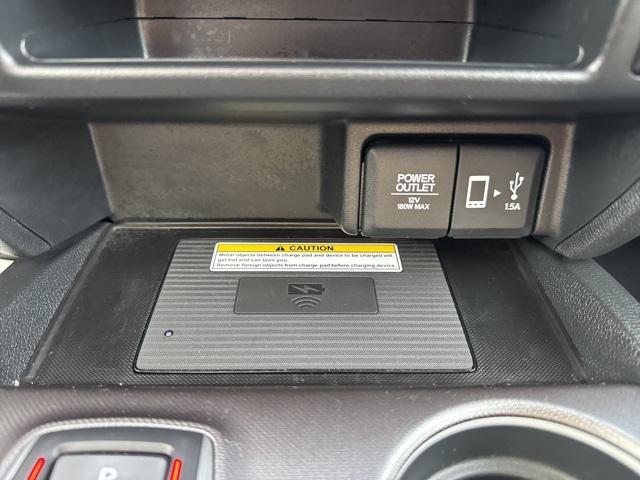 POWER
OUTLET
12V
180W MAX
1.5A
CAUTION
Metal objects between charge pad and device to be charged will
get hot and can burn you.
Remove foreign objects from charge pad before charging device.
P